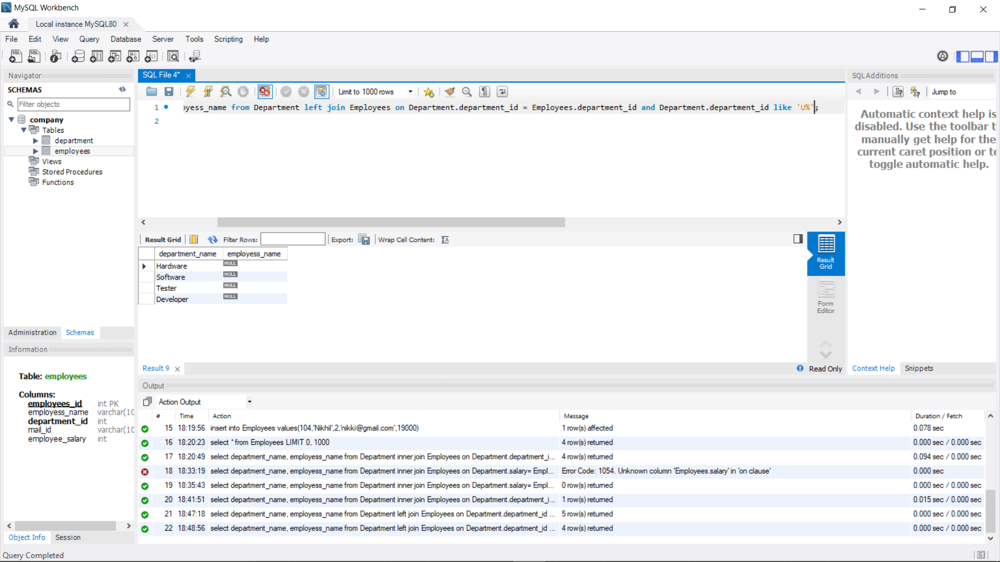 MySQL Workbench
Local instance MySQL80
File Edit View Query Database Server Tools Scripting Help
Navigator
SCHEMAS
Filter objects
company
Tables
department
employees
Views
Stored Procedures
Functions
Administration Schemas
Information
Table: employees
Columns:
employees_id int PK
employess_name varchar(10
department_id int
mail_id varchar(10
employee_salary int
Object Info Session
SQL File 4*
Limit to 1000 rows
1 yess_name from Department left join Employees on Department.department_id = Employees.department_id and Department.department_id like 'U%';
2
Result Grid Filter Rows: Export: Wrap Cell Content:
department_name employess_name
Hardware NULL
Software NULL
Tester NULL
Developer NULL
Result Grid
Form Editor
Result 9
Read Only
SQLAdditions
Jump to
Automatic context help is
disabled. Use the toolbar t
manually get help for the
current caret position or to
toggle automatic help.
Context Help Snippets
Output
Action Output
# Time Action Message Duration / Fetch
15 18:19:56 insert into Employees values(104,'Nikhil',2,'nikki@gmail.com',19000) 1 row(s) affected 0.078 sec
16 18:20:23 select * from Employees LIMIT 0, 1000 4 row(s) returned 0.000 sec / 0.000 sec
17 18:20:49 select department_name, employess_name from Department inner join Employees on Department.department_i... 4 row(s) returned 0.094 sec / 0.000 sec
18 18:33:19 select department_name, employess_name from Department inner join Employees on Department.salary= Empl... Error Code: 1054. Unknown column 'Employees.salary' in 'on clause' 0.000 sec
19 18:35:43 select department_name, employess_name from Department inner join Employees on Department.salary= Empl... 0 row(s) returned 0.000 sec / 0.000 sec
20 18:41:51 select department_name, employess_name from Department inner join Employees on Department.department_i... 1 row(s) returned 0.015 sec / 0.000 sec
21 18:47:18 select department_name, employess_name from Department left join Employees on Department.department_id ... 5 row(s) returned 0.000 sec / 0.000 sec
22 18:48:56 select department_name, employess_name from Department left join Employees on Department.department_id ... 4 row(s) returned 0.000 sec / 0.000 sec
Query Completed